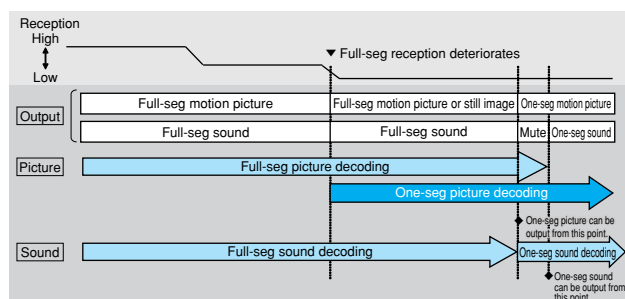 Reception
High
Low
▼ Full-seg reception deteriorates
Output
Full-seg motion picture
Full-seg motion picture or still image
One-seg motion picture
Full-seg sound
Full-seg sound
Mute
One-seg sound
Picture
Full-seg picture decoding
One-seg picture decoding
◆ One-seg picture can be
output from this point.
Sound
Full-seg sound decoding
One-seg sound decoding
◆ One-seg sound
can be output from
this point.